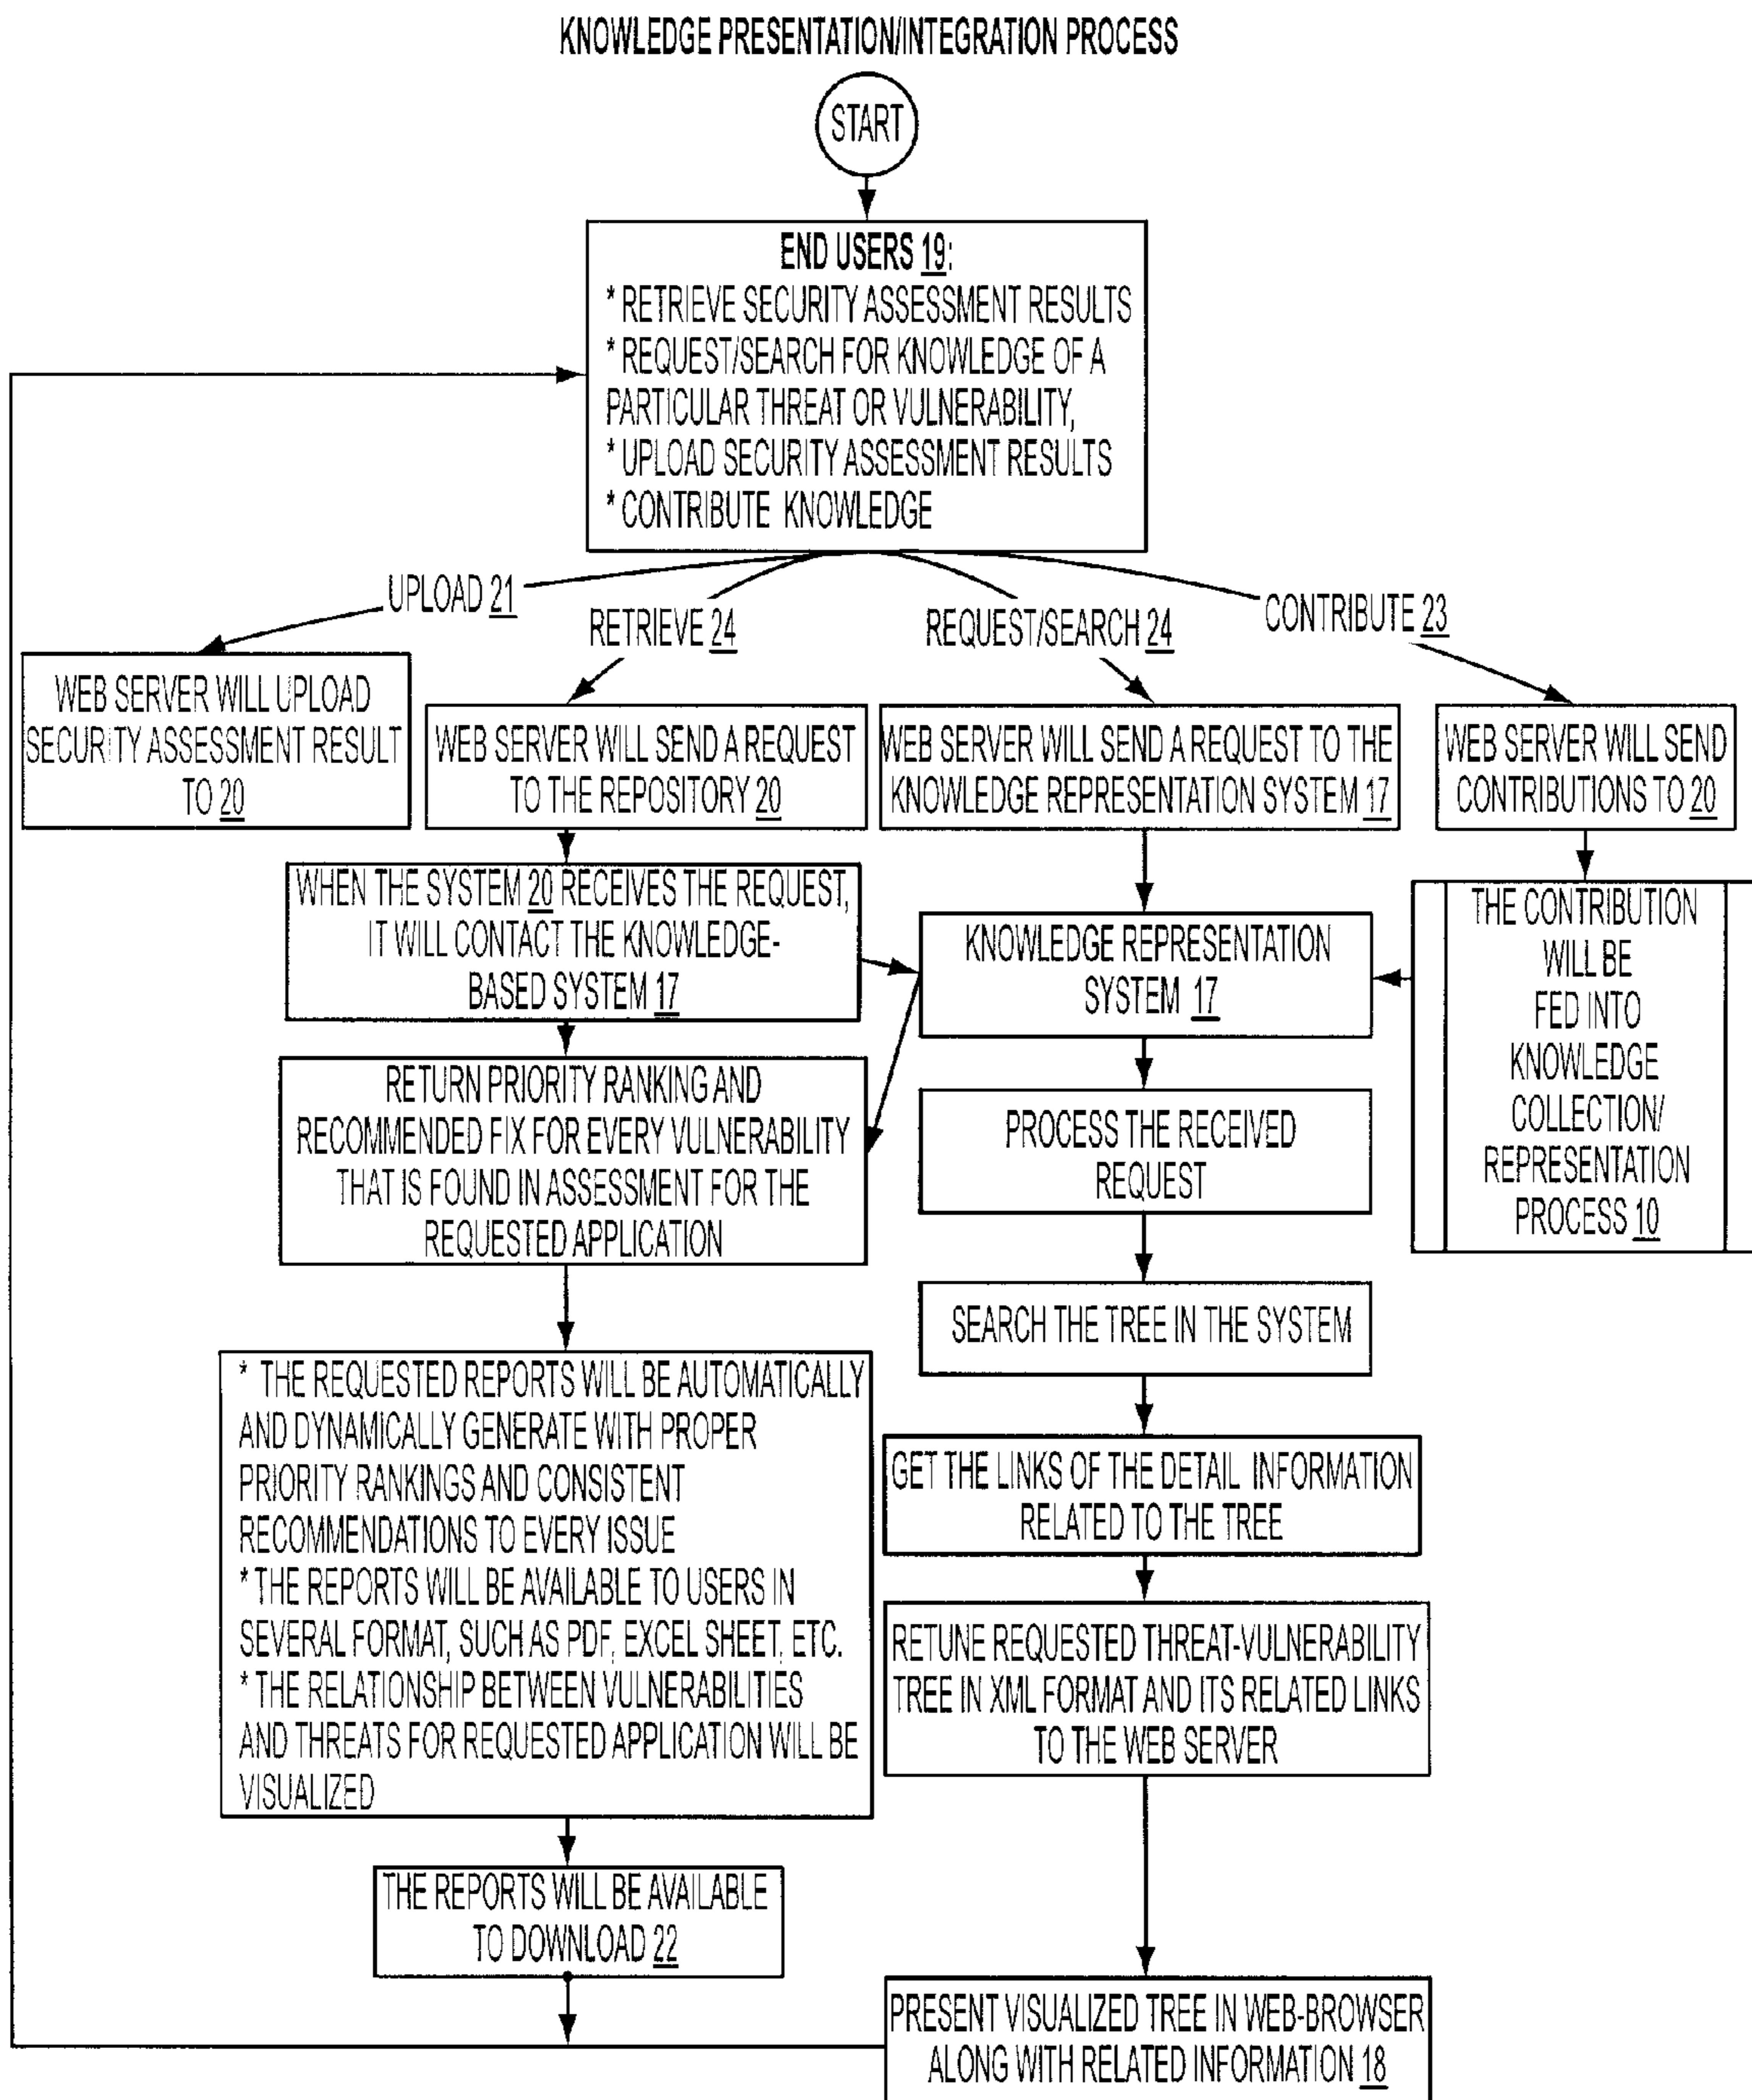 KNOWLEDGE PRESENTATION/INTEGRATION PROCESS
START
END USERS 19:
* RETRIEVE SECURITY ASSESSMENT RESULTS
* REQUEST/SEARCH FOR KNOWLEDGE OF A
PARTICULAR THREAT OR VULNERABILITY,
* UPLOAD SECURITY ASSESSMENT RESULTS
* CONTRIBUTE KNOWLEDGE
UPLOAD 21
RETRIEVE 24
REQUEST/SEARCH 24
CONTRIBUTE 23
WEB SERVER WILL UPLOAD
SECURITY ASSESSMENT RESULT
TO 20
WEB SERVER WILL SEND A REQUEST
TO THE REPOSITORY 20
WEB SERVER WILL SEND A REQUEST TO THE
KNOWLEDGE REPRESENTATION SYSTEM 17
WEB SERVER WILL SEND
CONTRIBUTIONS TO 20
WHEN THE SYSTEM 20 RECEIVES THE REQUEST,
IT WILL CONTACT THE KNOWLEDGE-
BASED SYSTEM 17
KNOWLEDGE REPRESENTATION
SYSTEM 17
THE CONTRIBUTION
WILL BE
FED INTO
KNOWLEDGE
COLLECTION/
REPRESENTATION
PROCESS 10
RETURN PRIORITY RANKING AND
RECOMMENDED FIX FOR EVERY VULNERABILITY
THAT IS FOUND IN ASSESSMENT FOR THE
REQUESTED APPLICATION
PROCESS THE RECEIVED
REQUEST
SEARCH THE TREE IN THE SYSTEM
* THE REQUESTED REPORTS WILL BE AUTOMATICALLY
AND DYNAMICALLY GENERATE WITH PROPER
PRIORITY RANKINGS AND CONSISTENT
RECOMMENDATIONS TO EVERY ISSUE
* THE REPORTS WILL BE AVAILABLE TO USERS IN
SEVERAL FORMAT, SUCH AS PDF, EXCEL SHEET, ETC.
* THE RELATIONSHIP BETWEEN VULNERABILITIES
AND THREATS FOR REQUESTED APPLICATION WILL BE
VISUALIZED
GET THE LINKS OF THE DETAIL INFORMATION
RELATED TO THE TREE
RETUNE REQUESTED THREAT-VULNERABILITY
TREE IN XML FORMAT AND ITS RELATED LINKS
TO THE WEB SERVER
THE REPORTS WILL BE AVAILABLE
TO DOWNLOAD 22
PRESENT VISUALIZED TREE IN WEB-BROWSER
ALONG WITH RELATED INFORMATION 18